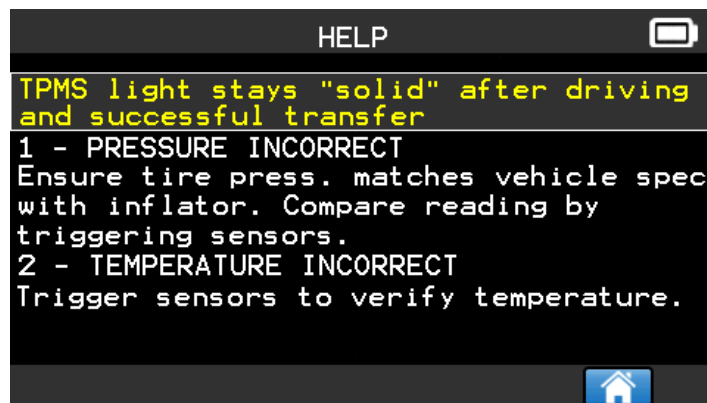 HELP
TPMS light stays "solid" after driving
and successful transfer
1 - PRESSURE INCORRECT
Ensure tire press. matches vehicle spec
with inflator. Compare reading by
triggering sensors.
2 - TEMPERATURE INCORRECT
Trigger sensors to verify temperature.